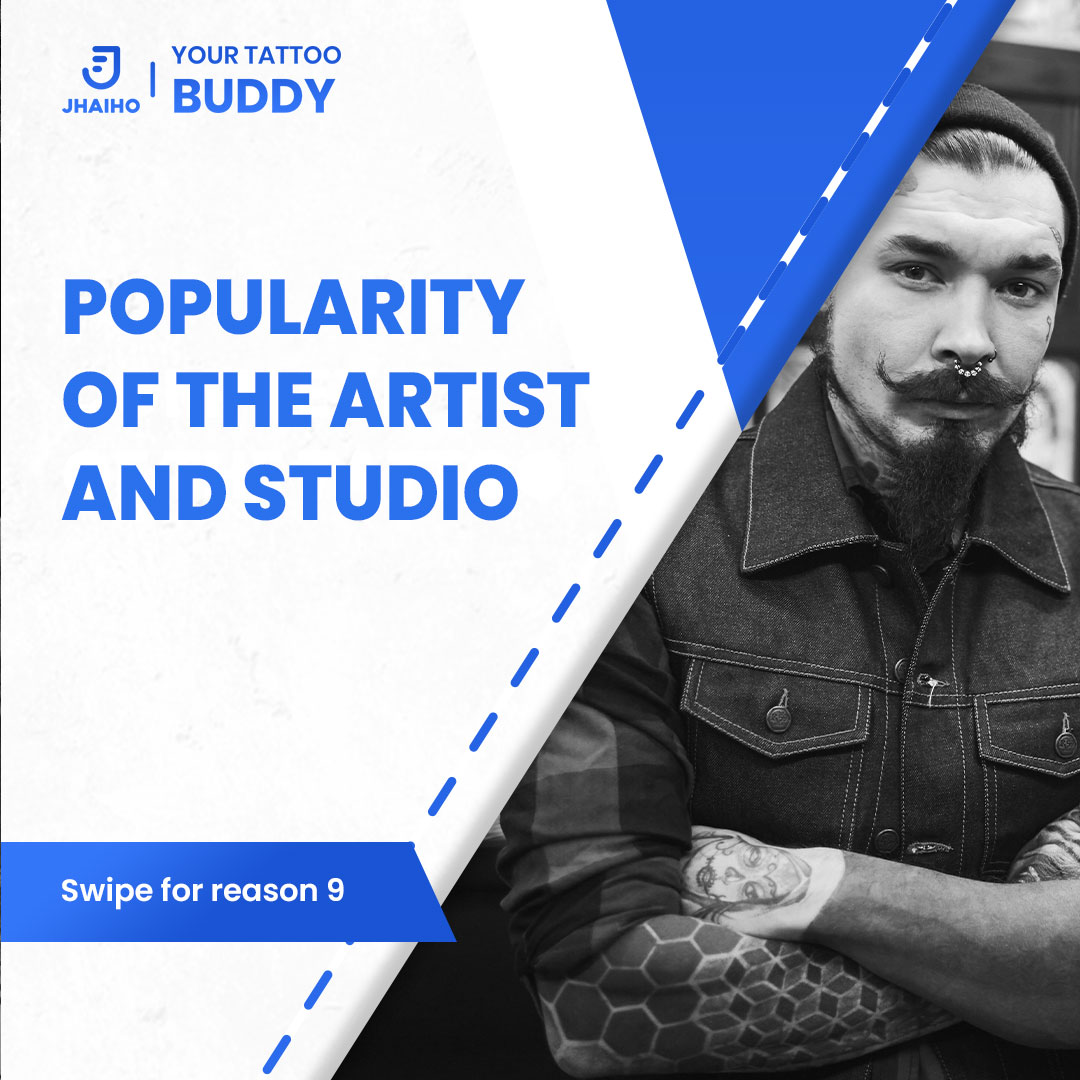 JHAIHO
YOUR TATTOO
BUDDY
POPULARITY
OF THE ARTIST
AND STUDIO
Swipe for reason 9